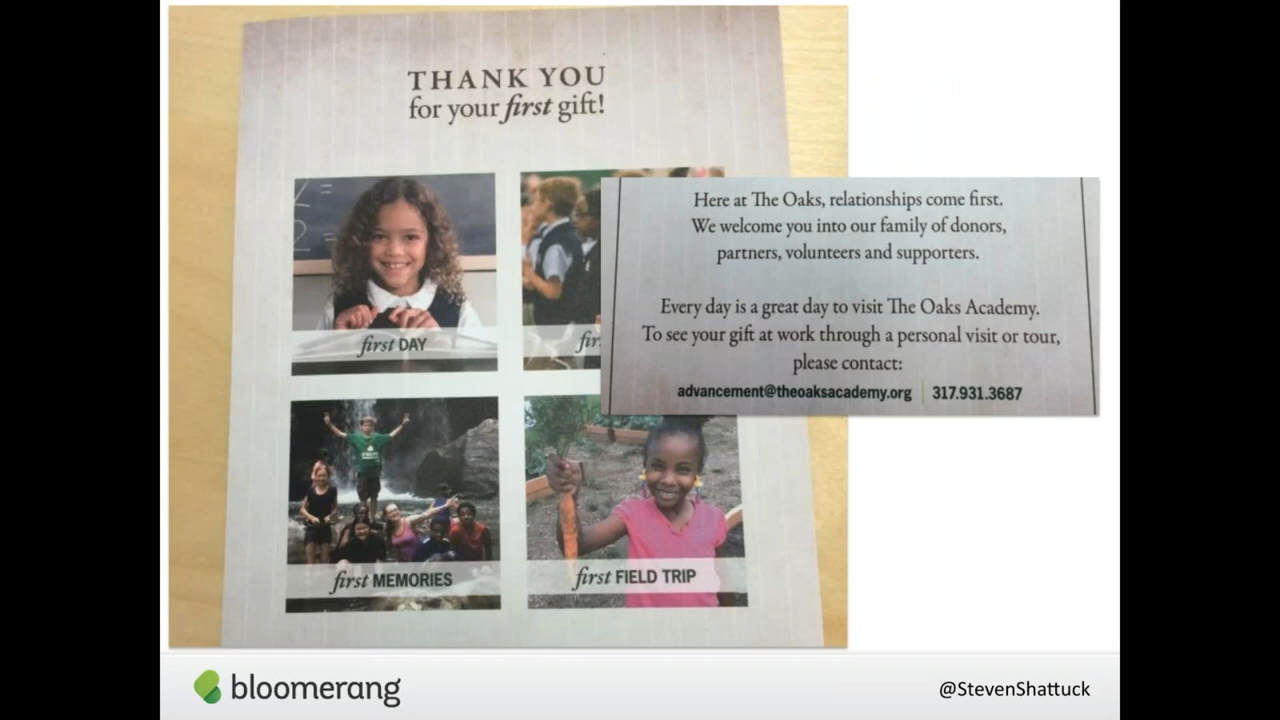 THANK YOU
for your first gift!
first DAY
first MEMORIES
first FIELD TRIP
Here at The Oaks, relationships come first.
We welcome you into our family of donors,
partners, volunteers and supporters.
Every day is a great day to visit The Oaks Academy.
To see your gift at work through a personal visit or tour,
please contact:
advancement@theoaksacademy.org | 317.931.3687
bloomerang
@StevenShattuck